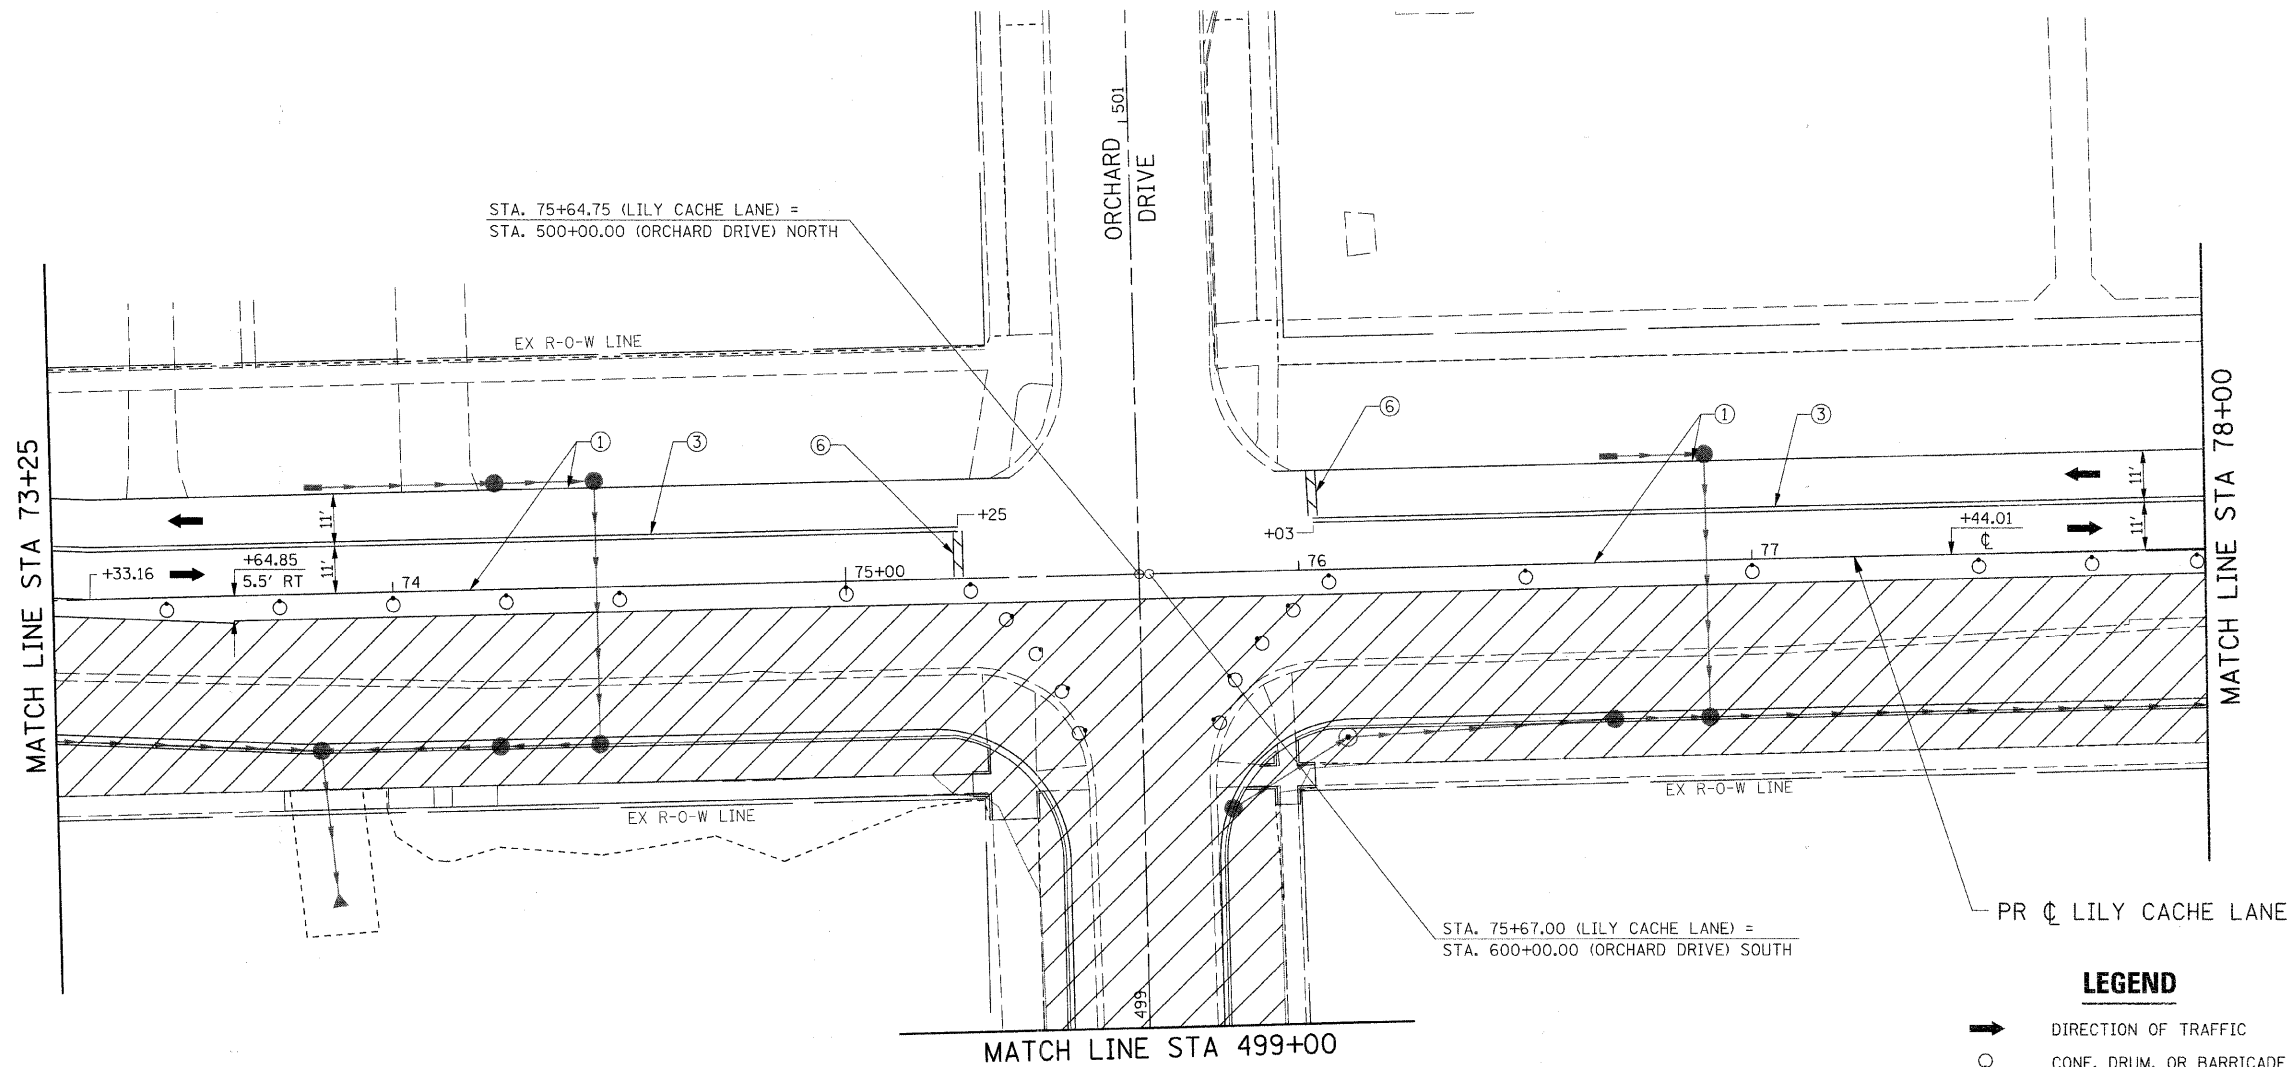 501
ORCHARD
DRIVE
STA. 75+64.75 (LILY CACHE LANE) =
STA. 500+00.00 (ORCHARD DRIVE) NORTH
EX R-O-W LINE
MATCH LINE STA 73+25
MATCH LINE STA 78+00
1
3
6
6
1
3
11'
11'
11'
11'
+25
+03
+44.01
℄
+33.16
+64.85
5.5' RT
74
75+00
76
77
EX R-O-W LINE
EX R-O-W LINE
PR ℄ LILY CACHE LANE
STA. 75+67.00 (LILY CACHE LANE) =
STA. 600+00.00 (ORCHARD DRIVE) SOUTH
499
MATCH LINE STA 499+00
LEGEND
DIRECTION OF TRAFFIC
CONE, DRUM, OR BARRICADE